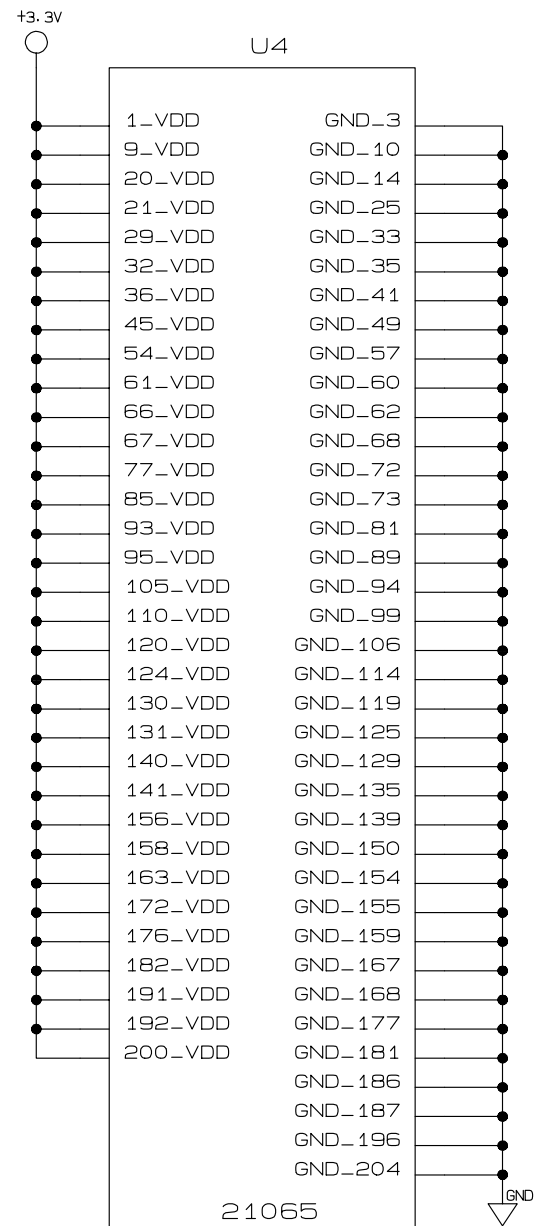 +3.3V
U4
1_VDD GND_3
9_VDD GND_10
20_VDD GND_14
21_VDD GND_25
29_VDD GND_33
32_VDD GND_35
36_VDD GND_41
45_VDD GND_49
54_VDD GND_57
61_VDD GND_60
66_VDD GND_62
67_VDD GND_68
77_VDD GND_72
85_VDD GND_73
93_VDD GND_81
95_VDD GND_89
105_VDD GND_94
110_VDD GND_99
120_VDD GND_106
124_VDD GND_114
130_VDD GND_119
131_VDD GND_125
140_VDD GND_129
141_VDD GND_135
156_VDD GND_139
158_VDD GND_150
163_VDD GND_154
172_VDD GND_155
176_VDD GND_159
182_VDD GND_167
191_VDD GND_168
192_VDD GND_177
200_VDD GND_181
GND_186
GND_187
GND_196
GND_204
GND
21065